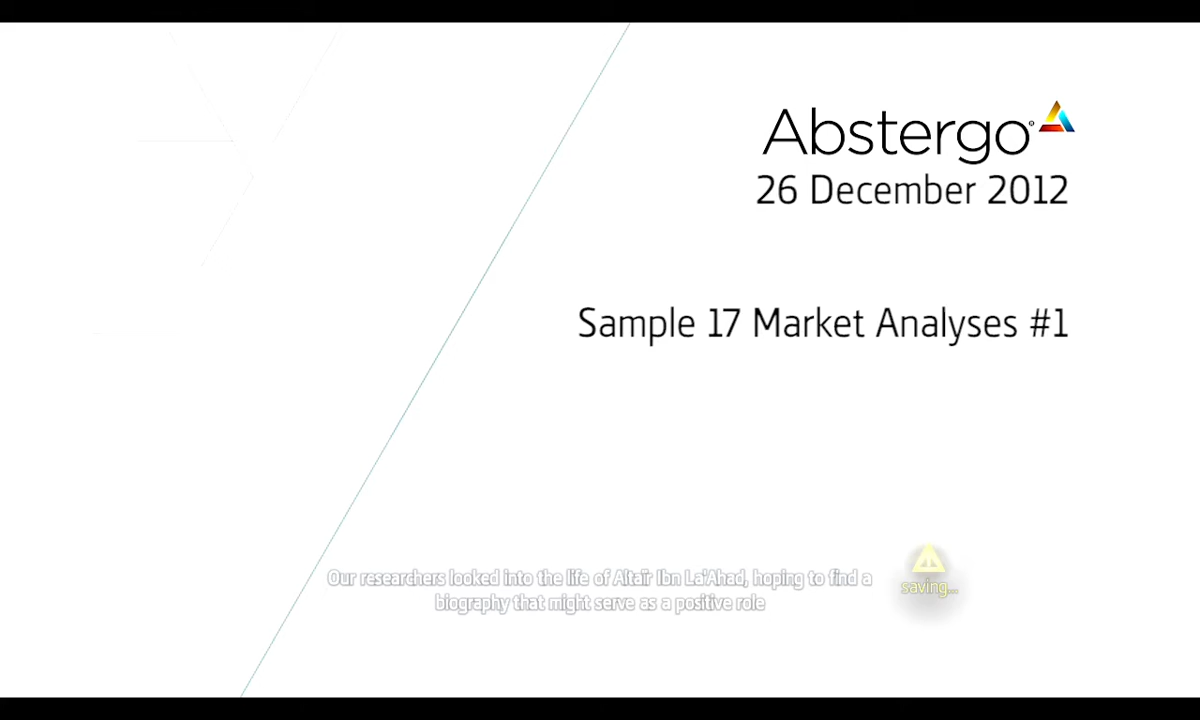 Abstergo®
26 December 2012
Sample 17 Market Analyses #1
Our researchers looked into the life of Altaïr Ibn La'Ahad, hoping to find a
biography that might serve as a positive role
saving...